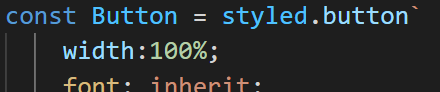 const Button = styled.button`
width:100%;
font: inherit;